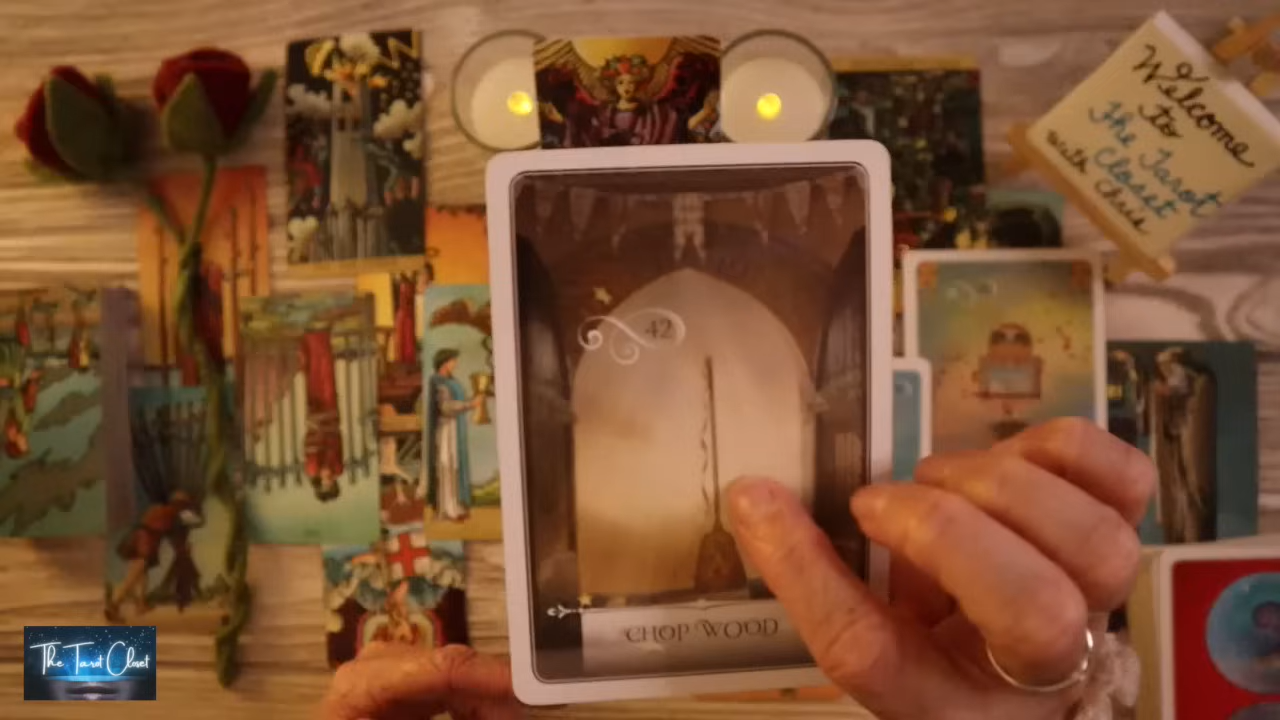 Welcome
To
The Tarot
Closet
with Chris
42
CHOP WOOD
The Tarot Closet